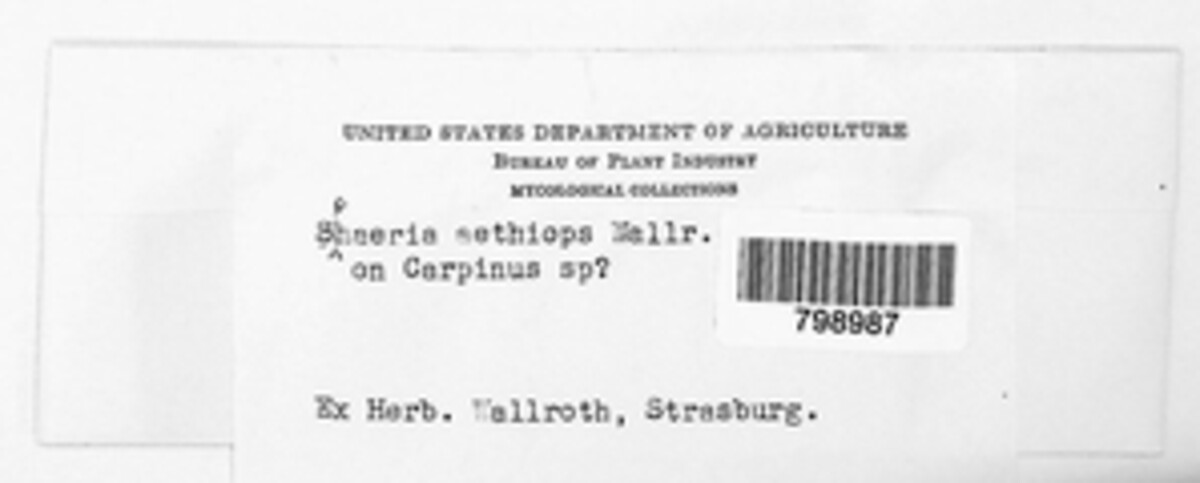 UNITED STATES DEPARTMENT OF AGRICULTURE
BUREAU OF PLANT INDUSTRY
MYCOLOGICAL COLLECTIONS
p
Shaeria aethiops Wallr.
^
on Carpinus sp?
798987
Ex Herb. Wallroth, Strasburg.